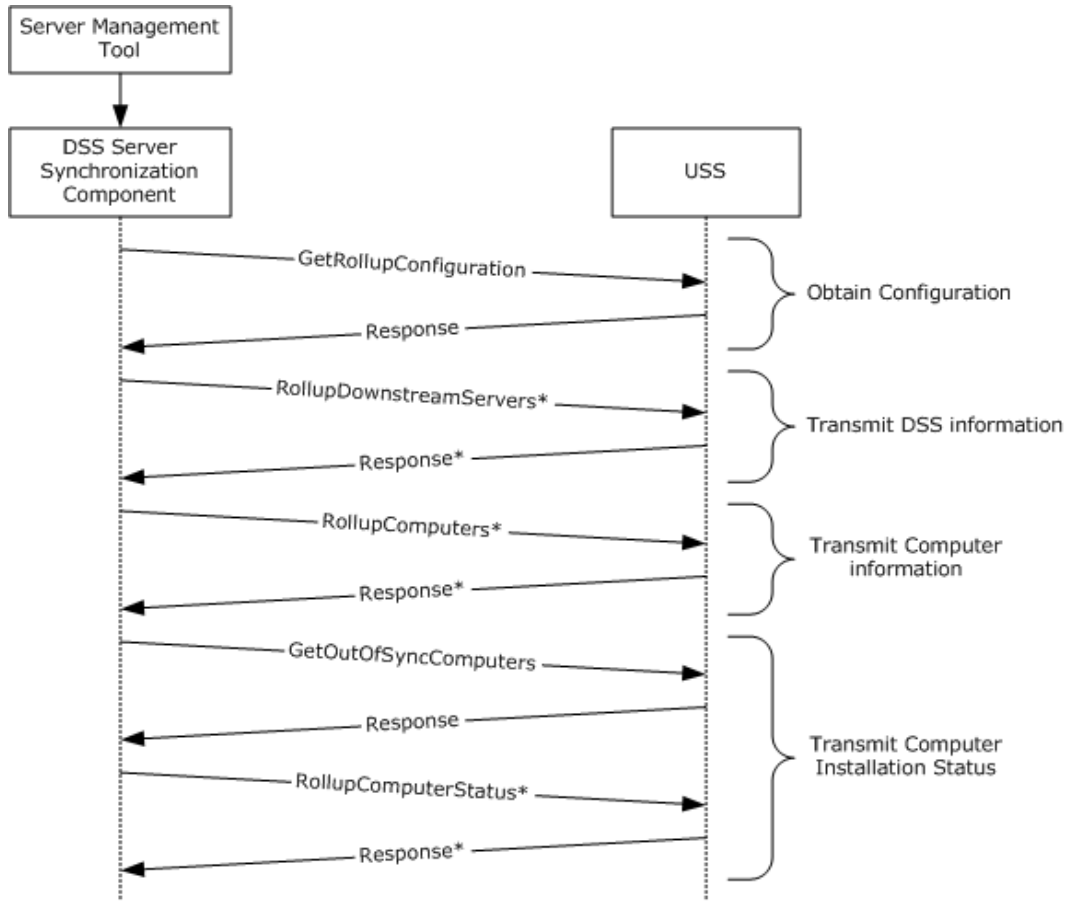 Server Management
Tool
DSS Server
Synchronization
Component
USS
GetRollupConfiguration
Response
Obtain Configuration
RollupDownstreamServers*
Response*
Transmit DSS information
RollupComputers*
Response*
Transmit Computer
information
GetOutOfSyncComputers
Response
RollupComputerStatus*
Response*
Transmit Computer
Installation Status